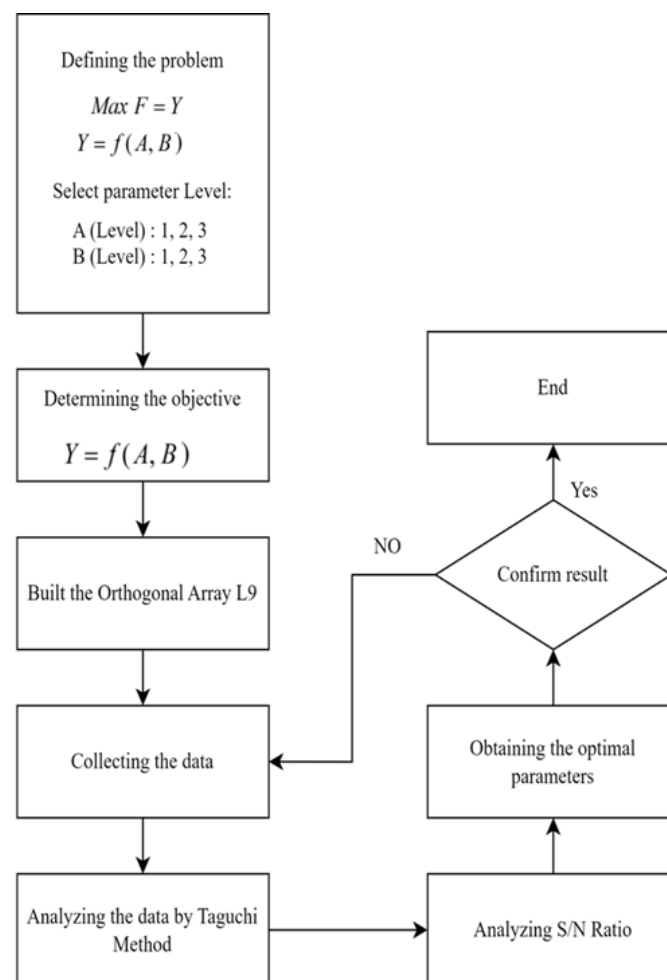 Defining the problem
Max F = Y
Y = f(A, B)
Select parameter Level:
A (Level) : 1, 2, 3
B (Level) : 1, 2, 3
Determining the objective
Y = f(A, B)
Built the Orthogonal Array L9
Collecting the data
Analyzing the data by Taguchi
Method
Analyzing S/N Ratio
Obtaining the optimal
parameters
Confirm result
NO
Yes
End